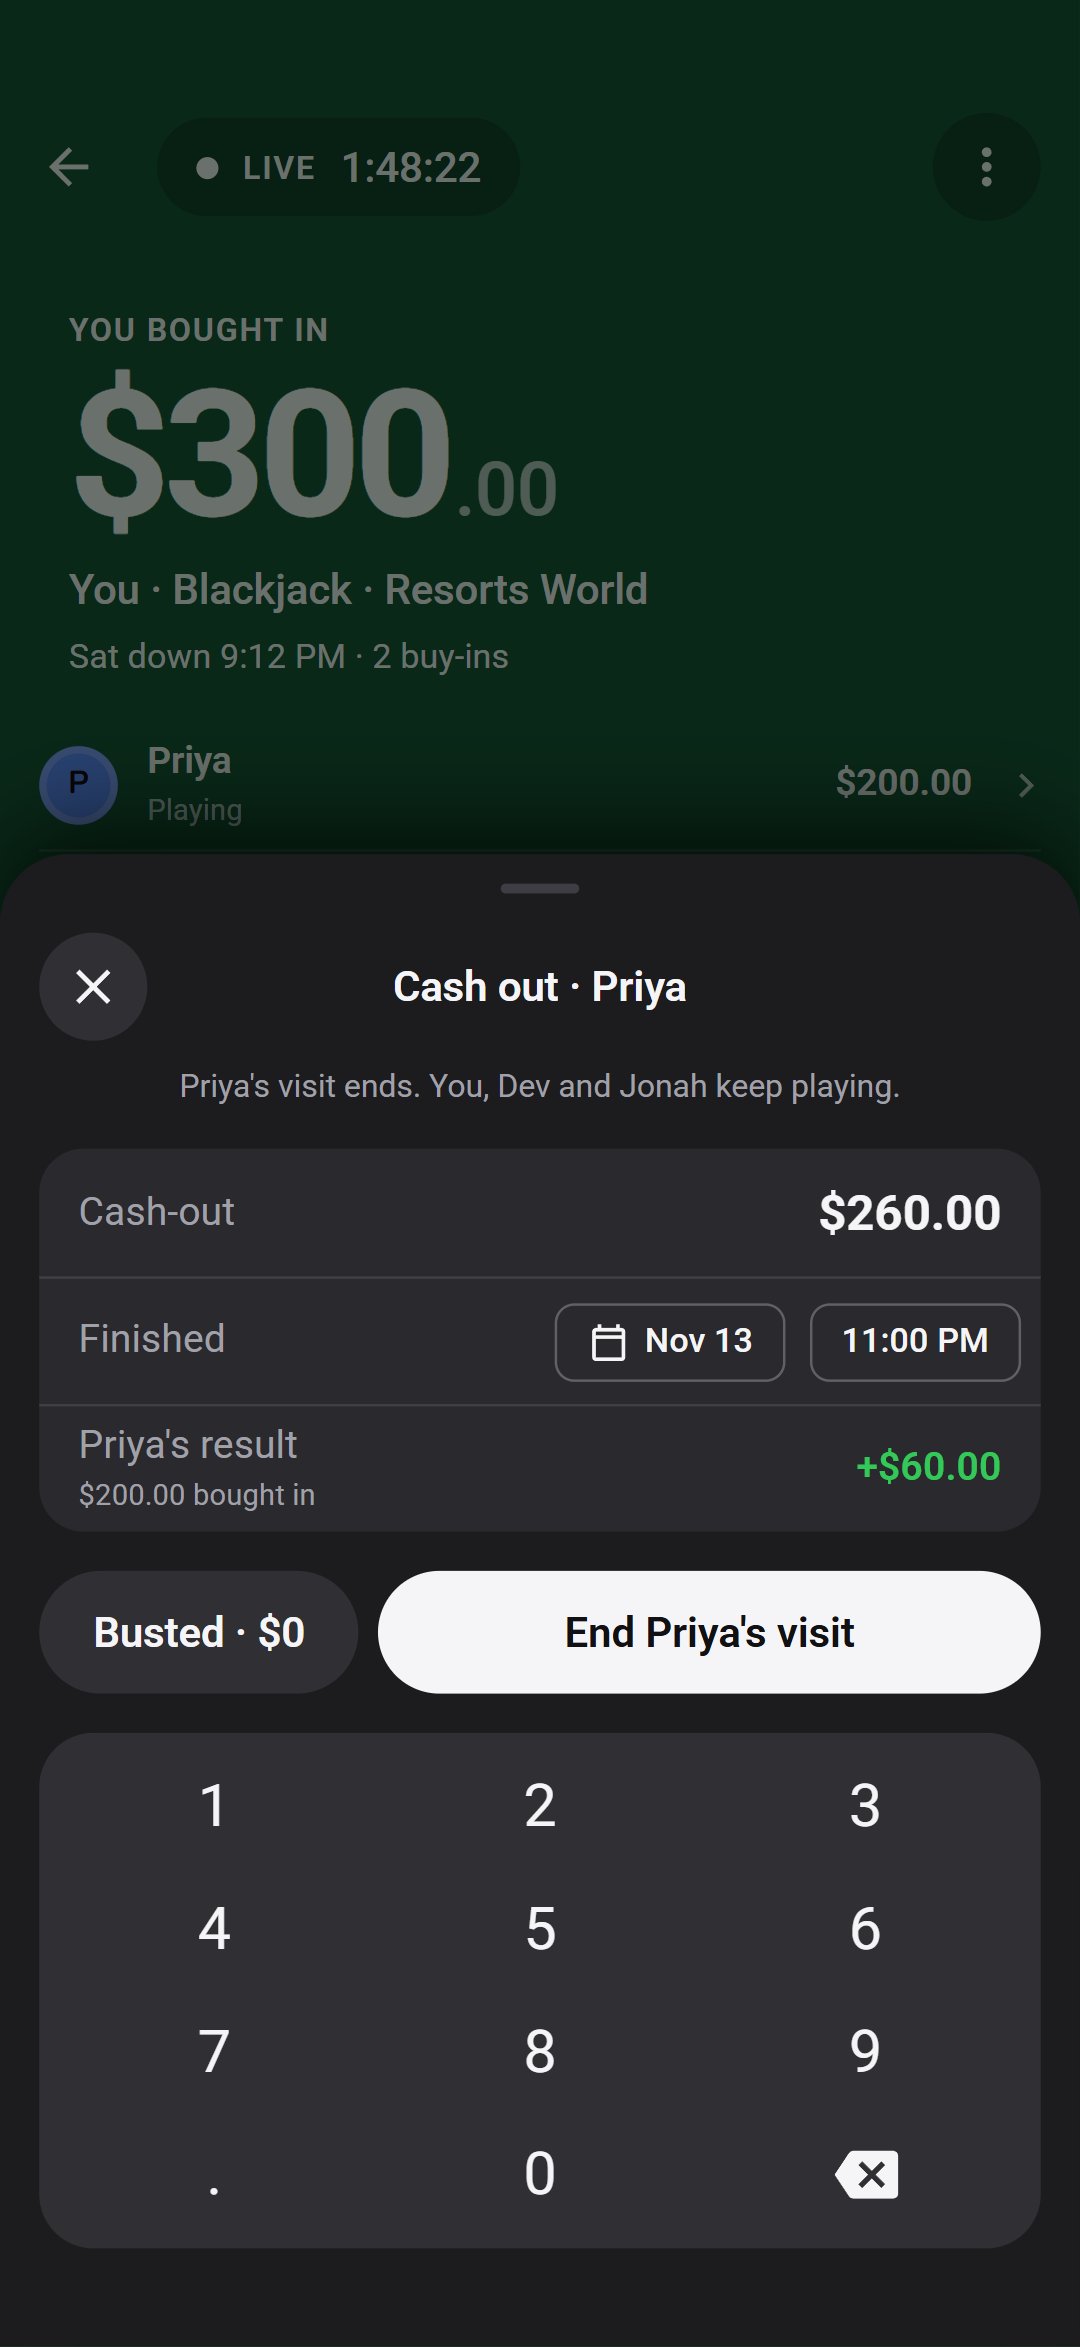 LIVE 1:48:22
YOU BOUGHT IN
$300.00
You · Blackjack · Resorts World
Sat down 9:12 PM · 2 buy-ins
P
Priya
Playing
$200.00
Cash out · Priya
Priya's visit ends. You, Dev and Jonah keep playing.
Cash-out $260.00
Finished Nov 13 11:00 PM
Priya's result
$200.00 bought in
+$60.00
Busted · $0
End Priya's visit
1 2 3
4 5 6
7 8 9
. 0